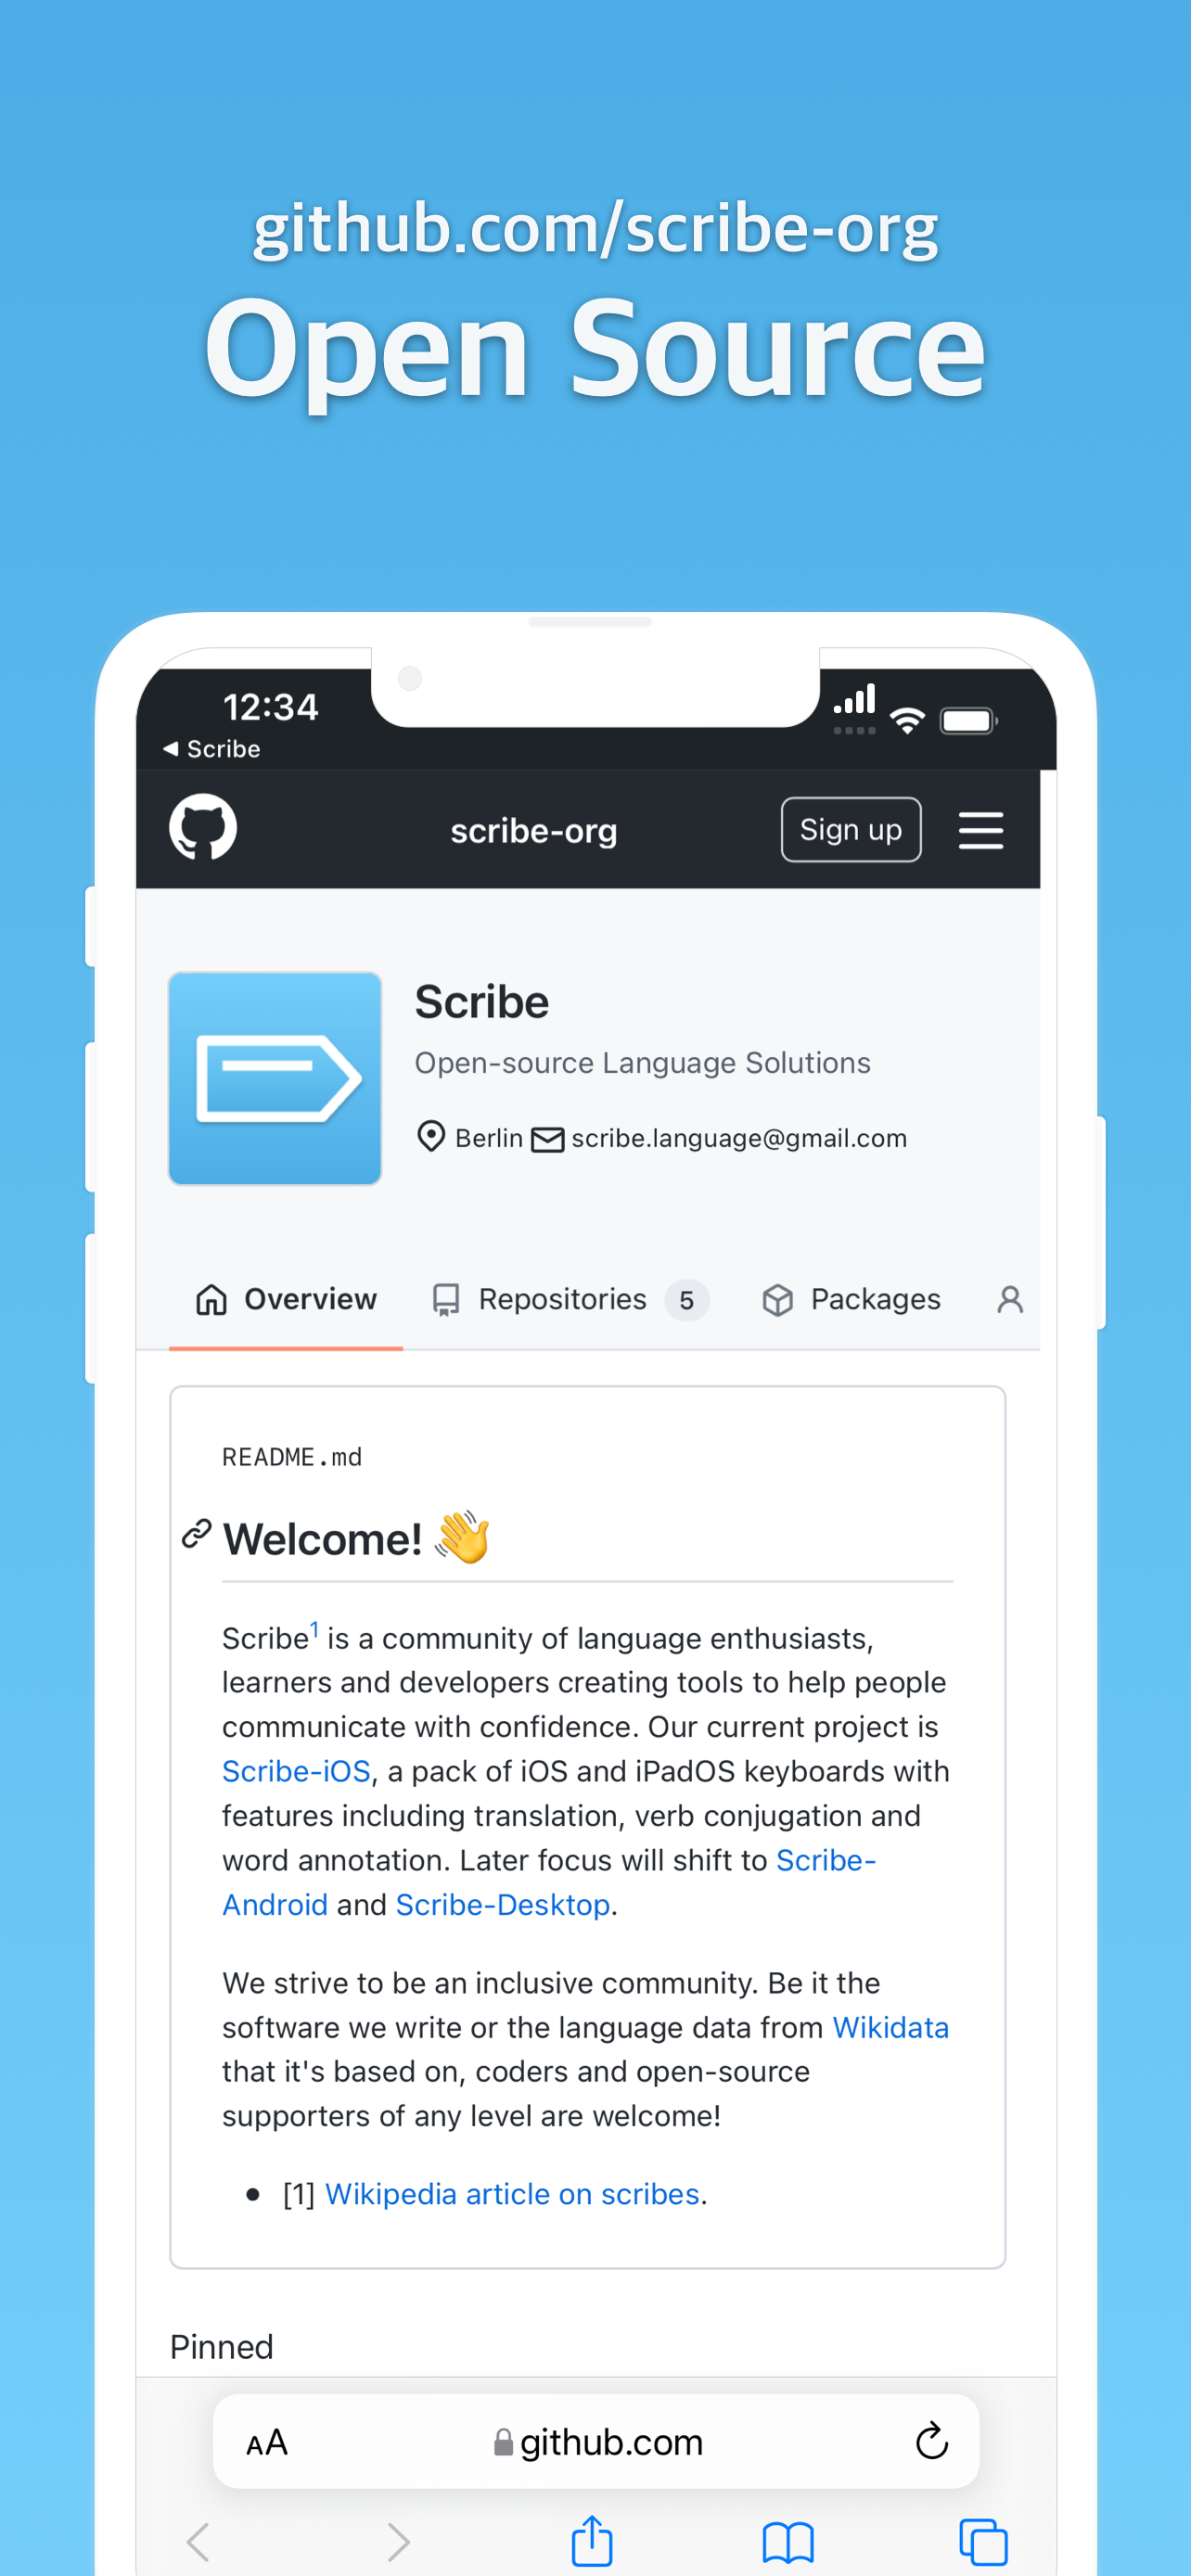 github.com/scribe-org
Open Source
12:34
◀ Scribe
scribe-org
Sign up
Scribe
Open-source Language Solutions
Berlin scribe.language@gmail.com
Overview Repositories 5 Packages
README.md
Welcome! 👋
Scribe¹ is a community of language enthusiasts,
learners and developers creating tools to help people
communicate with confidence. Our current project is
Scribe-iOS, a pack of iOS and iPadOS keyboards with
features including translation, verb conjugation and
word annotation. Later focus will shift to Scribe-
Android and Scribe-Desktop.
We strive to be an inclusive community. Be it the
software we write or the language data from Wikidata
that it's based on, coders and open-source
supporters of any level are welcome!
• [1] Wikipedia article on scribes.
Pinned
AA github.com